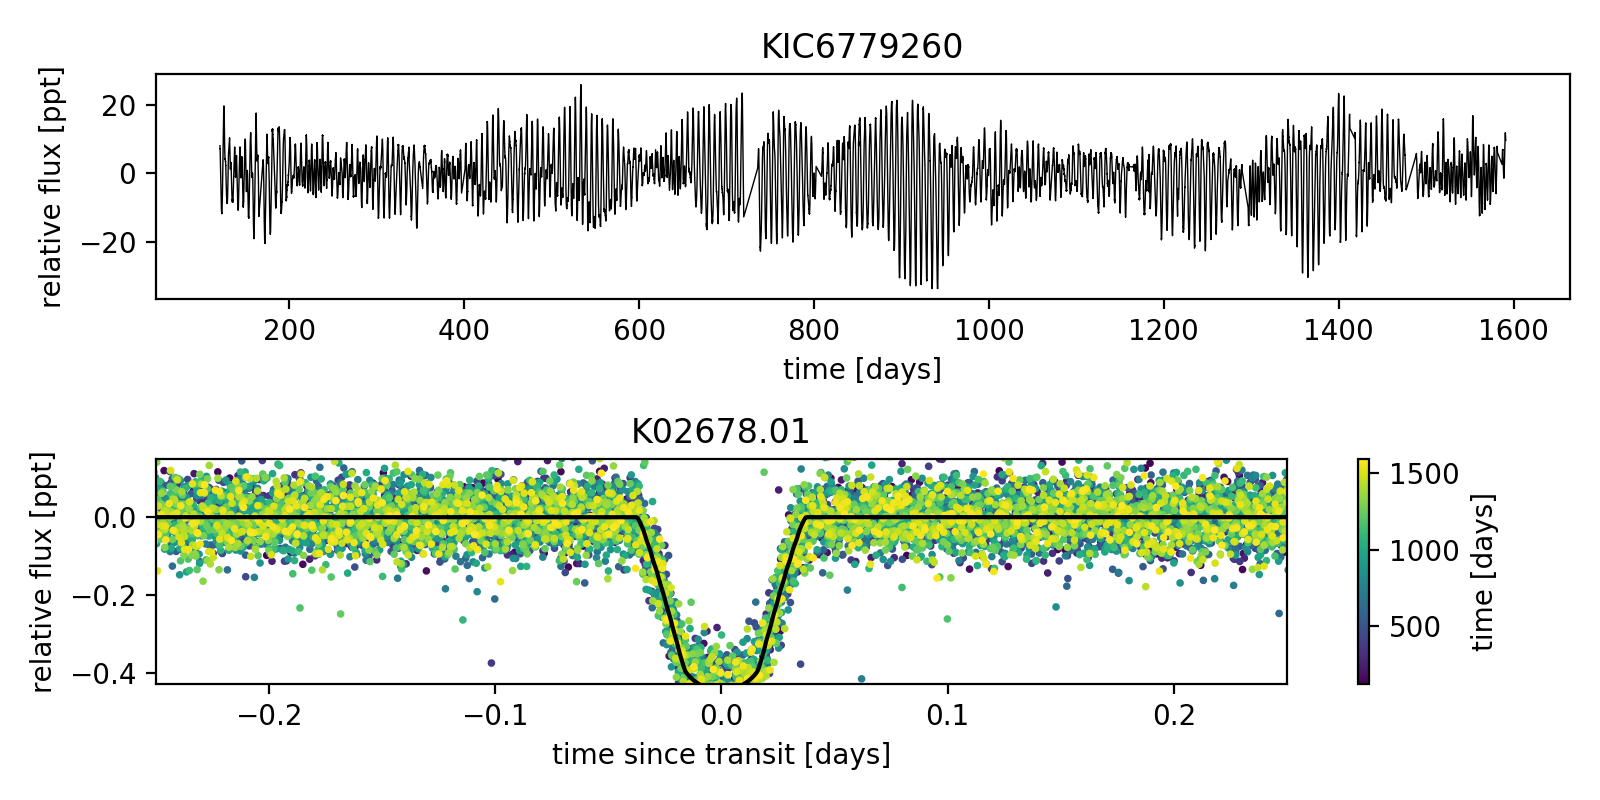 KIC6779260
relative flux [ppt]
20
0
−20
200 400 600 800 1000 1200 1400 1600
time [days]
K02678.01
relative flux [ppt]
0.0
−0.2
−0.4
−0.2 −0.1 0.0 0.1 0.2
time since transit [days]
1500
1000
500
time [days]